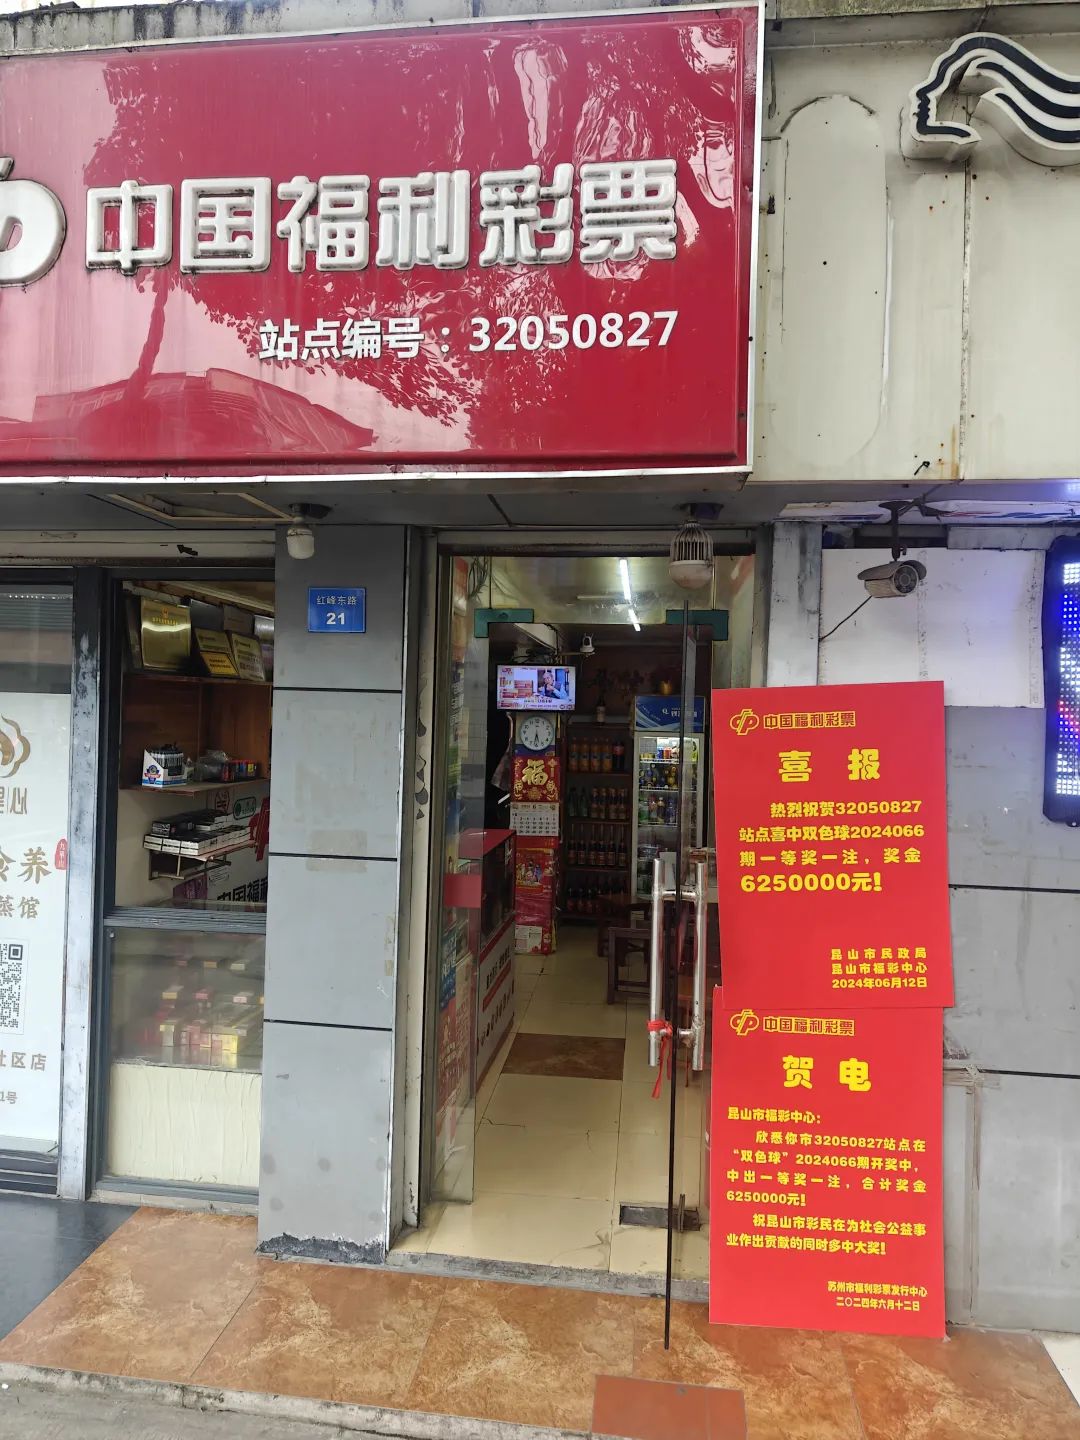 中国福利彩票
站点编号：32050827
红峰东路
21
福
中国福利彩票
喜报
热烈祝贺32050827
站点喜中双色球2024066
期一等奖一注，奖金
6250000元！
昆山市民政局
昆山市福彩中心
2024年06月12日
中国福利彩票
贺电
昆山市福彩中心：
欣悉你市32050827站点在
“双色球”2024066期开奖中，
中出一等奖一注，合计奖金
6250000元！
祝昆山市彩民在为社会公益事
业作出贡献的同时多中大奖！
苏州市福利彩票发行中心
二〇二四年六月十二日
中国福
养
蒸馆
社区店